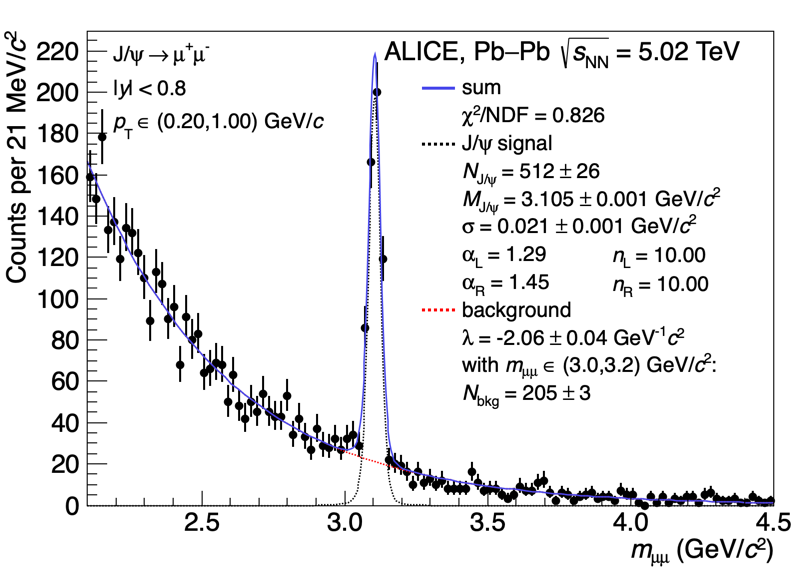 Counts per 21 MeV/c²
220
200
180
160
140
120
100
80
60
40
20
0
J/ψ → μ⁺μ⁻
|y| < 0.8
p_T ∈ (0.20,1.00) GeV/c
ALICE, Pb–Pb √s_NN = 5.02 TeV
sum
χ²/NDF = 0.826
J/ψ signal
N_J/ψ = 512 ± 26
M_J/ψ = 3.105 ± 0.001 GeV/c²
σ = 0.021 ± 0.001 GeV/c²
α_L = 1.29 n_L = 10.00
α_R = 1.45 n_R = 10.00
background
λ = -2.06 ± 0.04 GeV⁻¹c²
with m_μμ ∈ (3.0,3.2) GeV/c²:
N_bkg = 205 ± 3
2.5 3.0 3.5 4.0 4.5
m_μμ (GeV/c²)